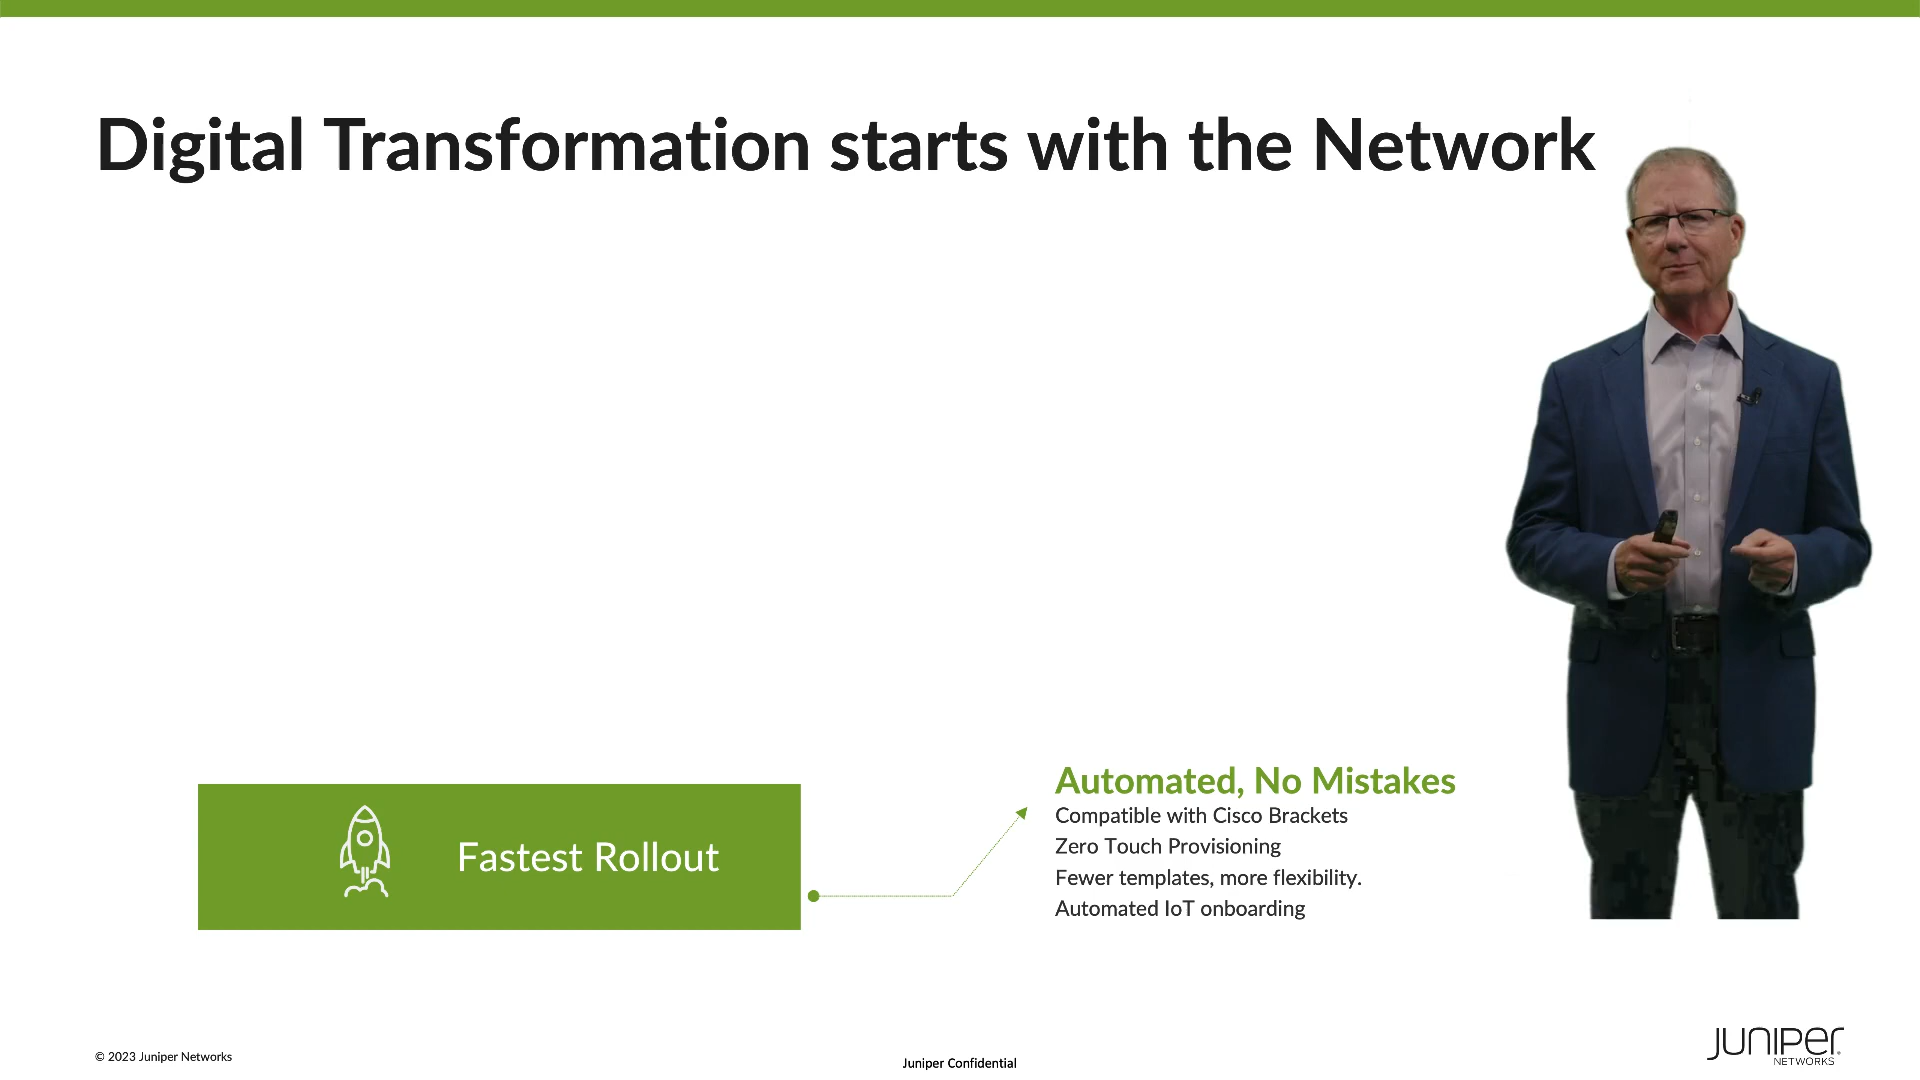 Digital Transformation starts with the Network
Fastest Rollout
Automated, No Mistakes
Compatible with Cisco Brackets
Zero Touch Provisioning
Fewer templates, more flexibility.
Automated IoT onboarding
© 2023 Juniper Networks
Juniper Confidential
JUNIPER
NETWORKS